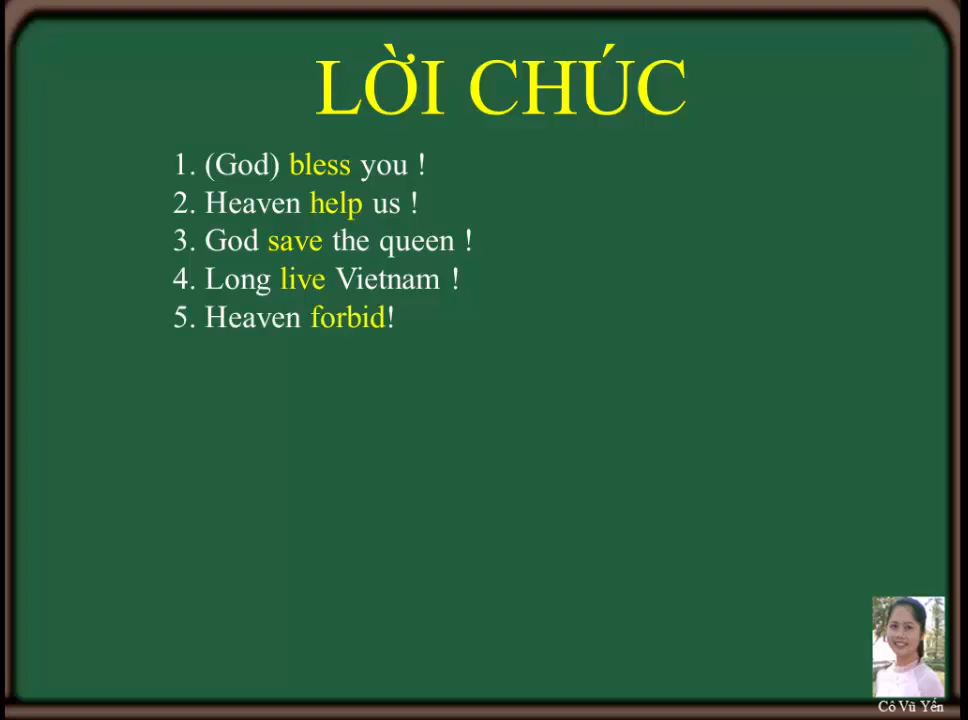 LỜI CHÚC
1. (God) bless you !
2. Heaven help us !
3. God save the queen !
4. Long live Vietnam !
5. Heaven forbid!
Cô Vũ Yến